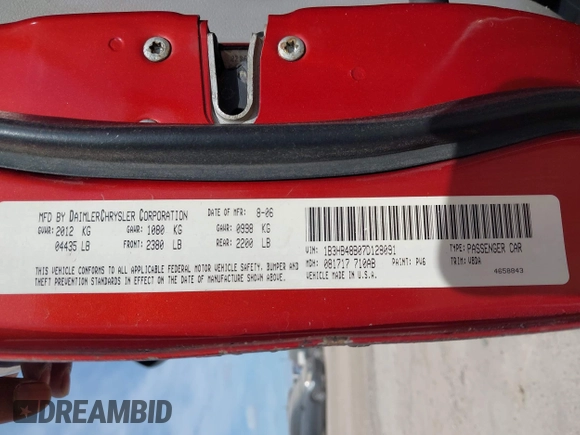 MFD BY DAIMLERCHRYSLER CORPORATION DATE OF MFR: 8-06
GVWR: 2012 KG GAWR: 1080 KG GAWR: 0998 KG
04435 LB FRONT: 2380 LB REAR: 2200 LB
THIS VEHICLE CONFORMS TO ALL APPLICABLE FEDERAL MOTOR VEHICLE SAFETY, BUMPER AND
THEFT PREVENTION STANDARDS IN EFFECT ON THE DATE OF MANUFACTURE SHOWN ABOVE.
VIN: 1B3HB48B07D129091 TYPE: PASSENGER CAR
MDH: 081717 710AB PAINT: PV6 TRIM: VBDA
VEHICLE MADE IN U.S.A. 4658843
DREAMBID